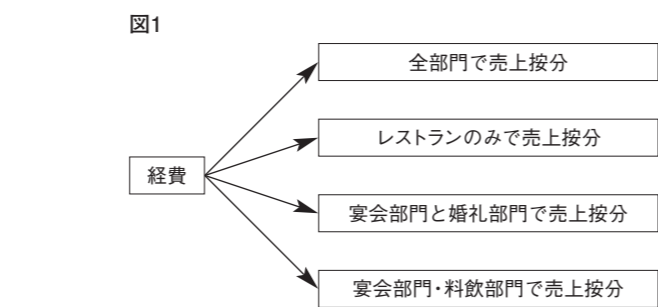 図1
全部門で売上按分
レストランのみで売上按分
経費
宴会部門と婚礼部門で売上按分
宴会部門・料飲部門で売上按分